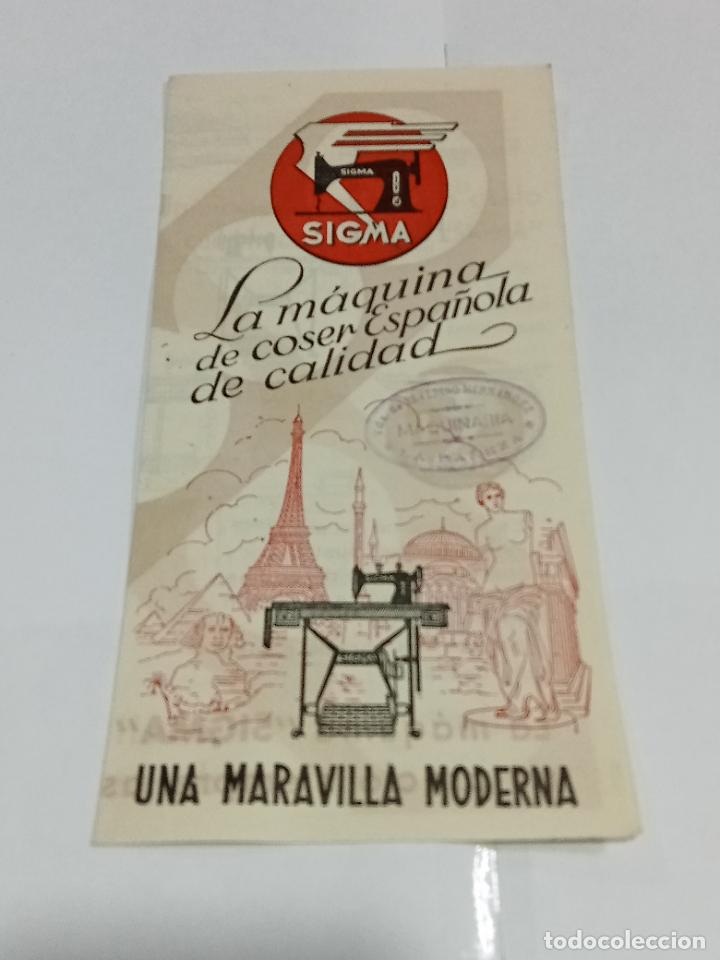 SIGMA
SIGMA
La máquina
de coser Española
de calidad
MAQUINARIA
UNA MARAVILLA MODERNA
todocoleccion